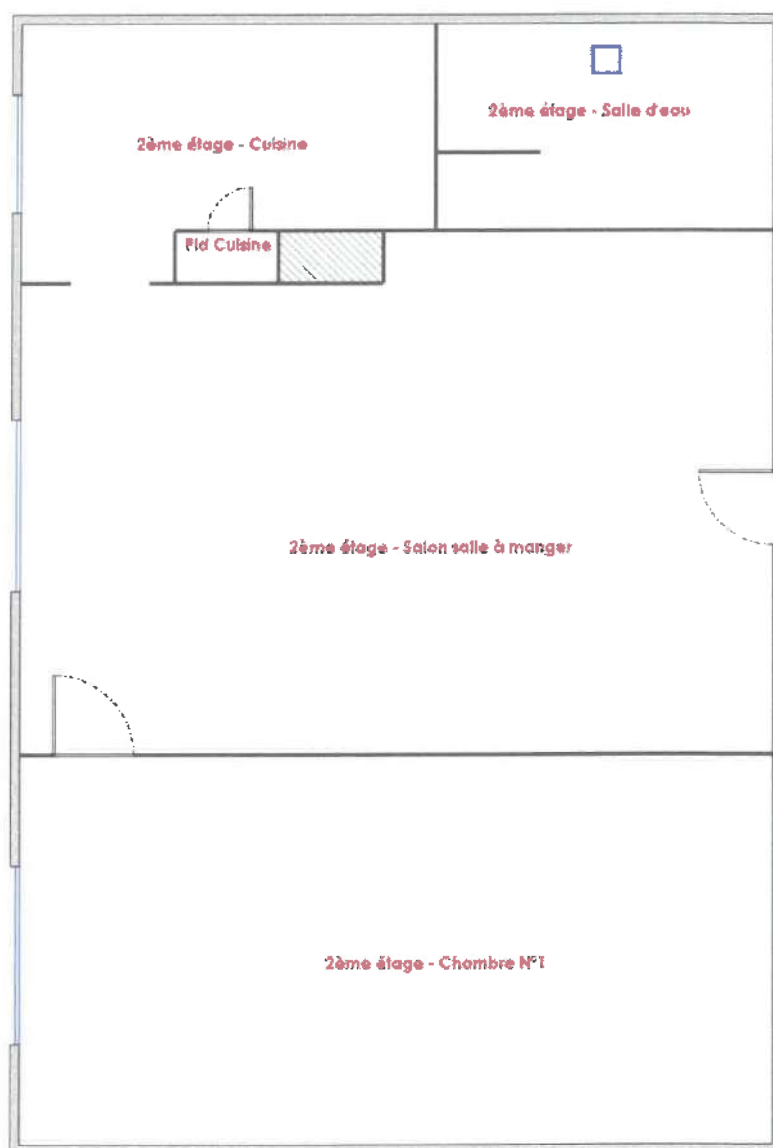 2ème étage - Salle d'eau
2ème étage - Cuisine
Pld Cuisine
2ème étage - Salon salle à manger
2ème étage - Chambre N°1